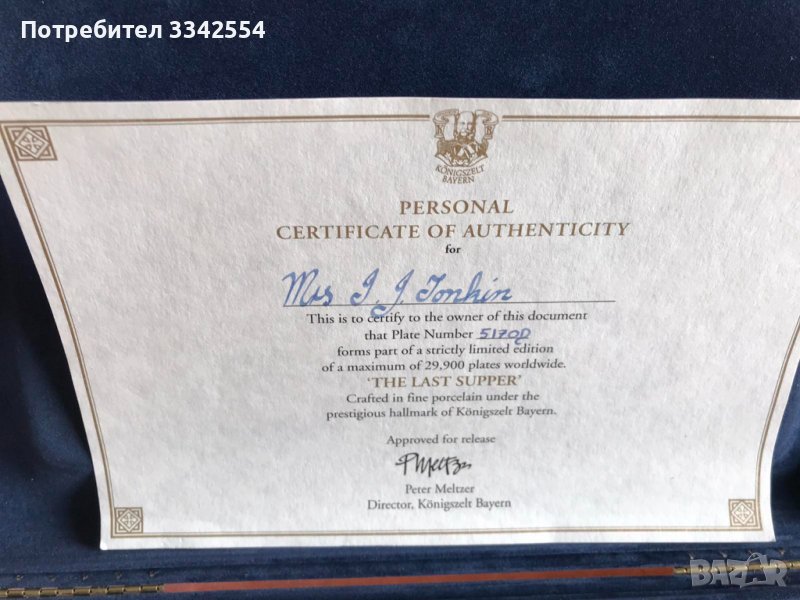 Потребител 3342554
KÖNIGSZELT
BAYERN
PERSONAL
CERTIFICATE OF AUTHENTICITY
for
Mrs J. J. Tonkin
This is to certify to the owner of this document
that Plate Number 5170D
forms part of a strictly limited edition
of a maximum of 29,900 plates worldwide.
'THE LAST SUPPER'
Crafted in fine porcelain under the
prestigious hallmark of Königszelt Bayern.
Approved for release
PMeltzer
Peter Meltzer
Director, Königszelt Bayern
BAZAR